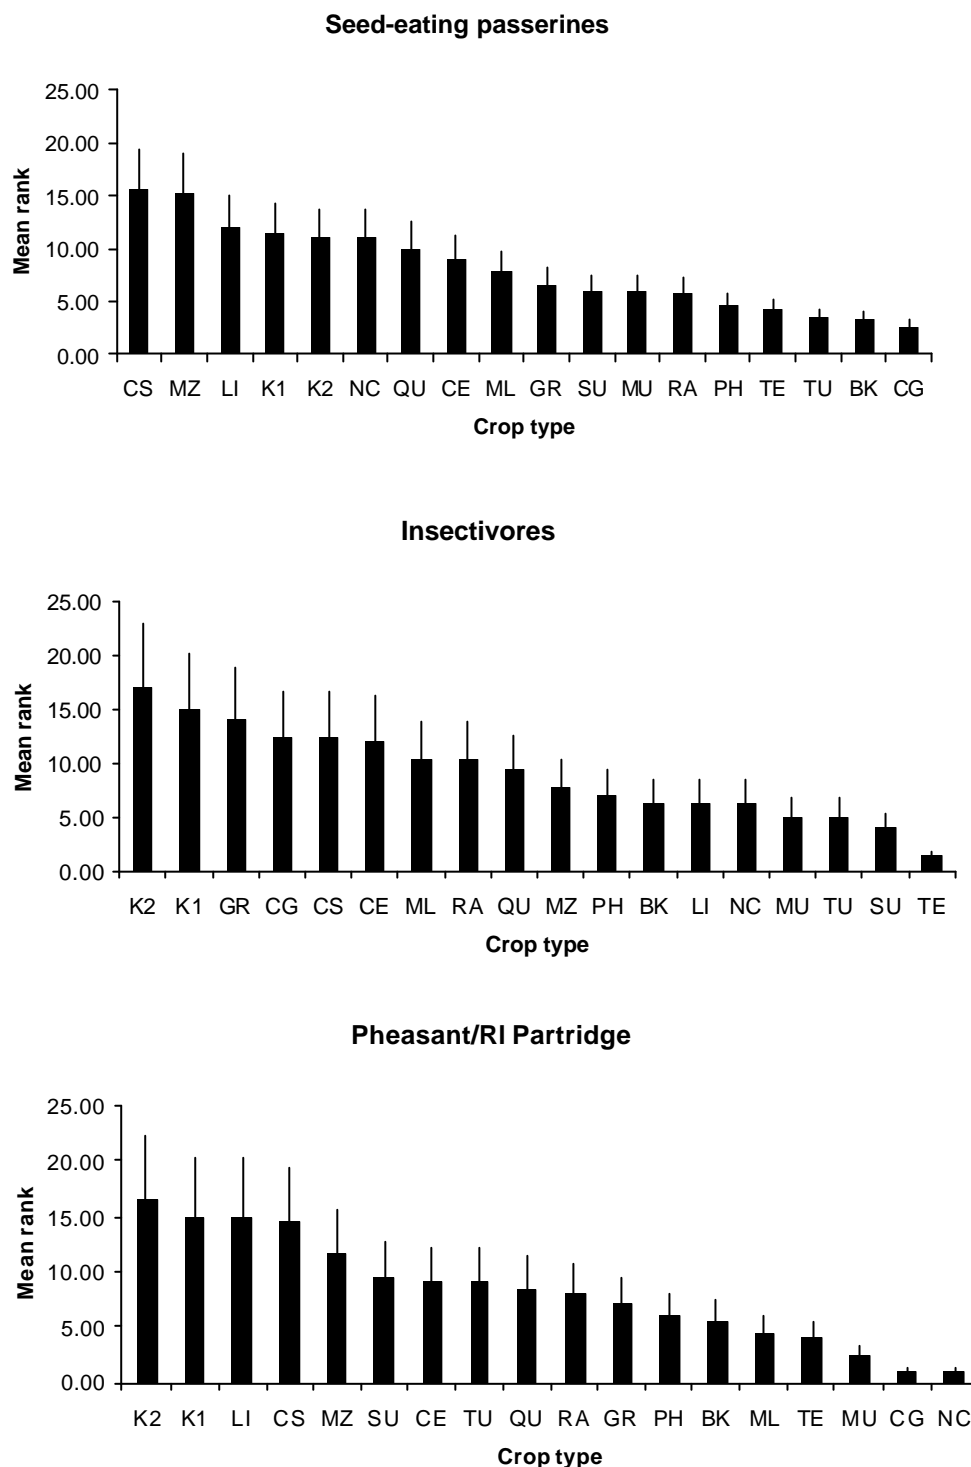 Seed-eating passerines
25.00
20.00
15.00
10.00
5.00
0.00
Mean rank
CS MZ LI K1 K2 NC QU CE ML GR SU MU RA PH TE TU BK CG
Crop type
Insectivores
25.00
20.00
15.00
10.00
5.00
0.00
Mean rank
K2 K1 GR CG CS CE ML RA QU MZ PH BK LI NC MU TU SU TE
Crop type
Pheasant/RI Partridge
25.00
20.00
15.00
10.00
5.00
0.00
Mean rank
K2 K1 LI CS MZ SU CE TU QU RA GR PH BK ML TE MU CG NC
Crop type